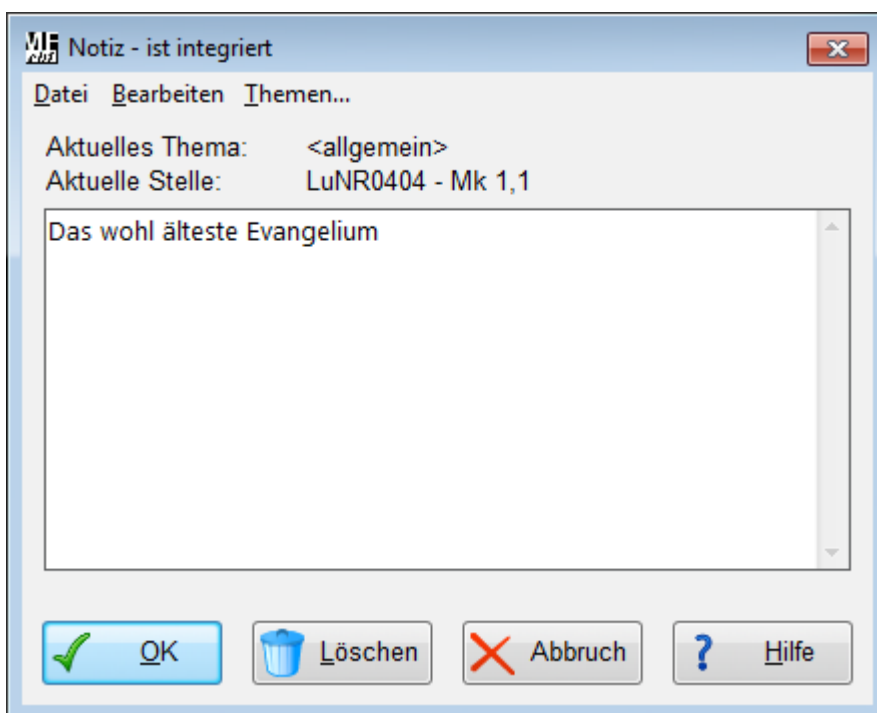 Notiz - ist integriert
Datei Bearbeiten Themen...
Aktuelles Thema: <allgemein>
Aktuelle Stelle: LuNR0404 - Mk 1,1
Das wohl älteste Evangelium
OK Löschen Abbruch ? Hilfe